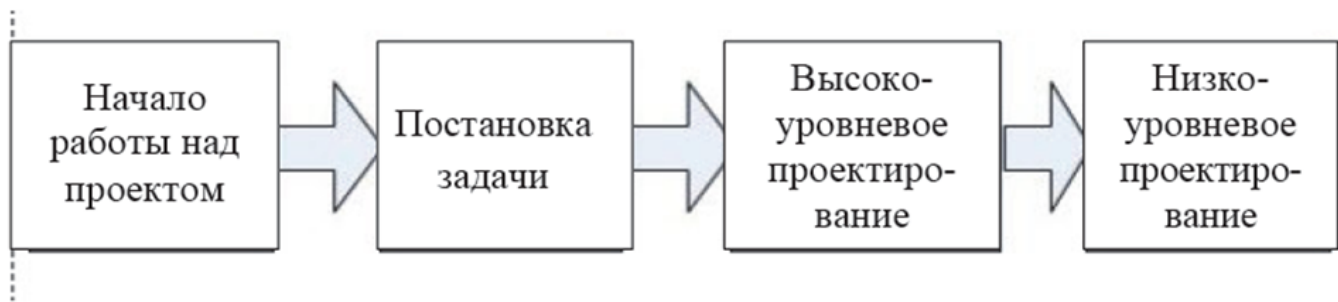 Начало
работы над
проектом
Постановка
задачи
Высоко-
уровневое
проектиро-
вание
Низко-
уровневое
проектиро-
вание